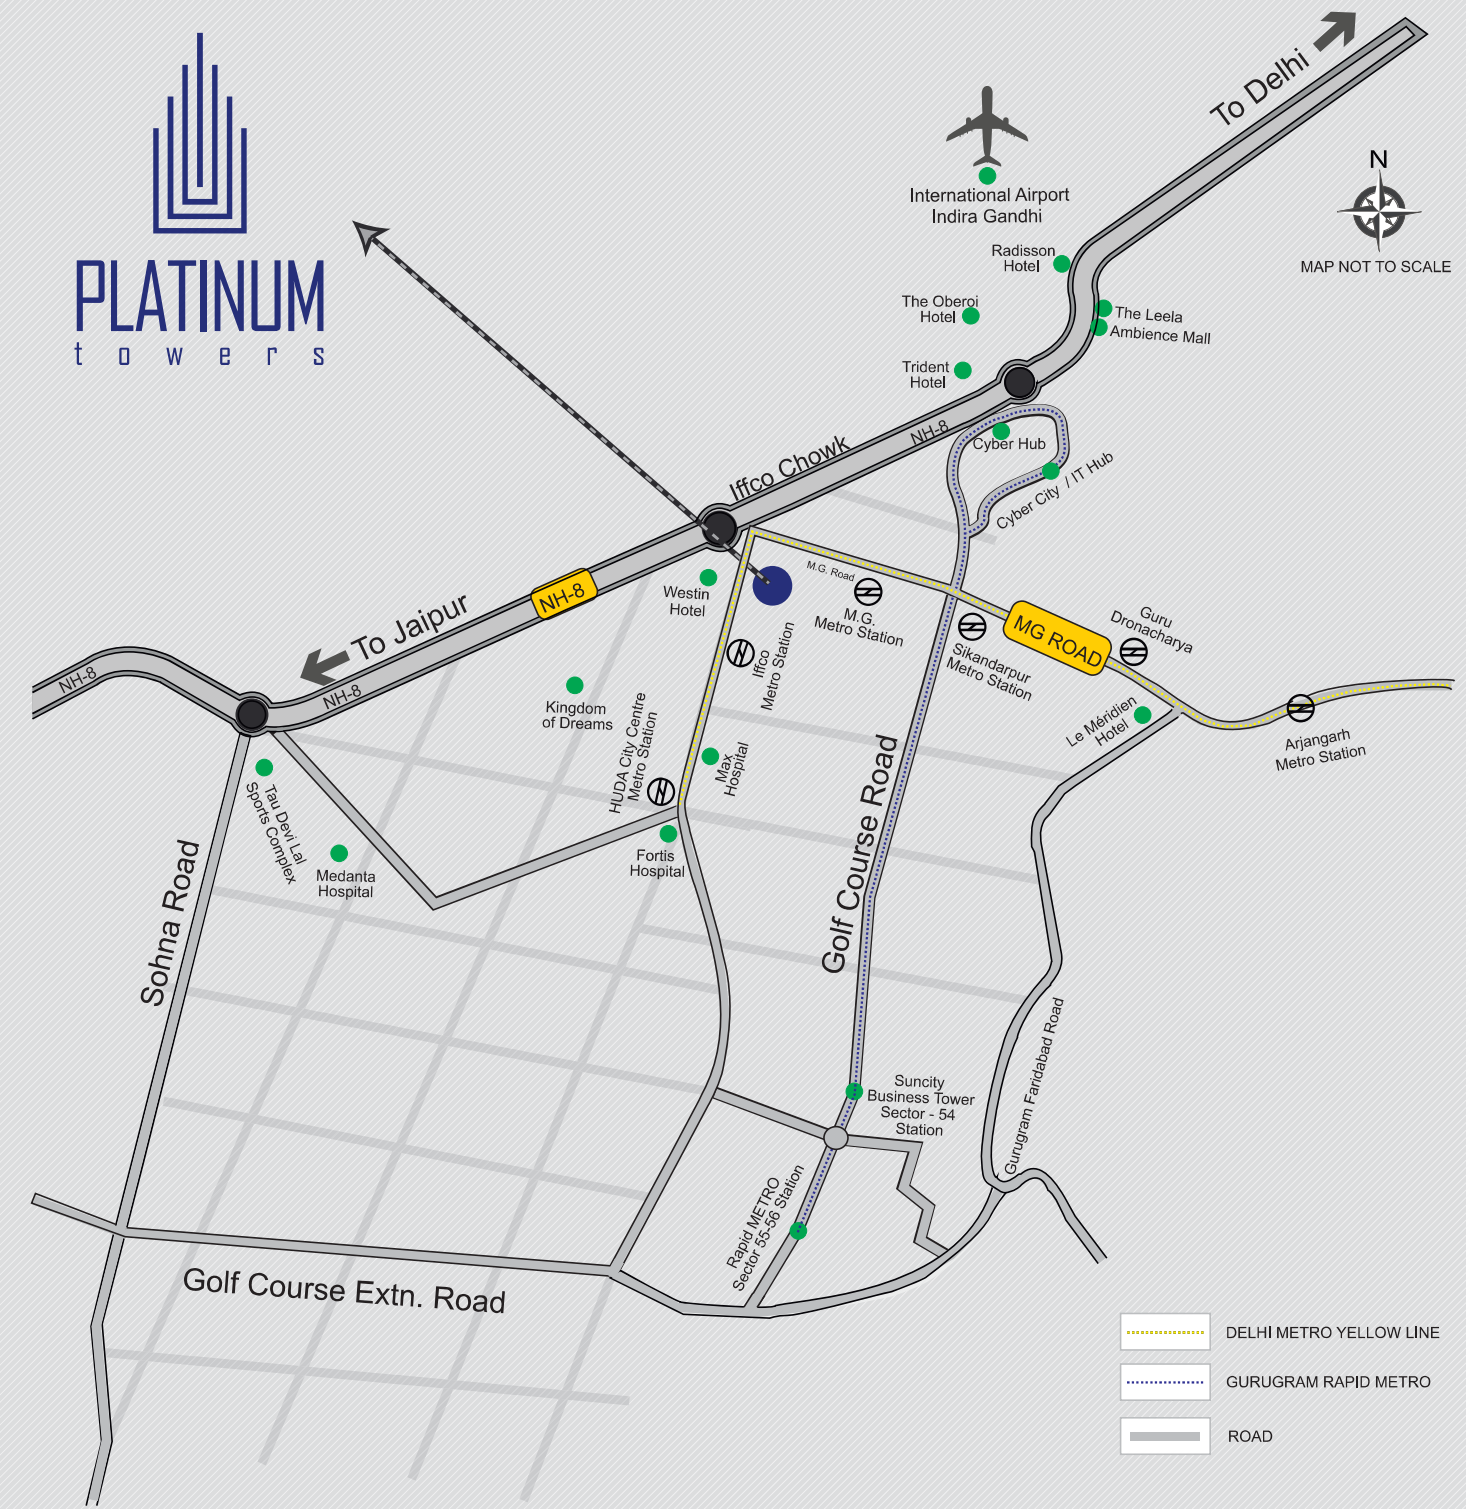 PLATINUM
towers
To Delhi
International Airport
Indira Gandhi
N
MAP NOT TO SCALE
Radisson
Hotel
The Oberoi
Hotel
The Leela
Ambience Mall
Trident
Hotel
NH-8
Cyber Hub
Cyber City / IT Hub
Iffco Chowk
NH-8
To Jaipur
NH-8
NH-8
Westin
Hotel
M.G. Road
M.G.
Metro Station
Sikandarpur
Metro Station
MG ROAD
Guru
Dronacharya
Le Méridien
Hotel
Arjangarh
Metro Station
Iffco
Metro Station
Kingdom
of Dreams
HUDA City Centre
Metro Station
Max
Hospital
Fortis
Hospital
Tau Devi Lal
Sports Complex
Medanta
Hospital
Sohna Road
Golf Course Road
Gurugram Faridabad Road
Suncity
Business Tower
Sector - 54
Station
Rapid METRO
Sector 55-56 Station
Golf Course Extn. Road
DELHI METRO YELLOW LINE
GURUGRAM RAPID METRO
ROAD